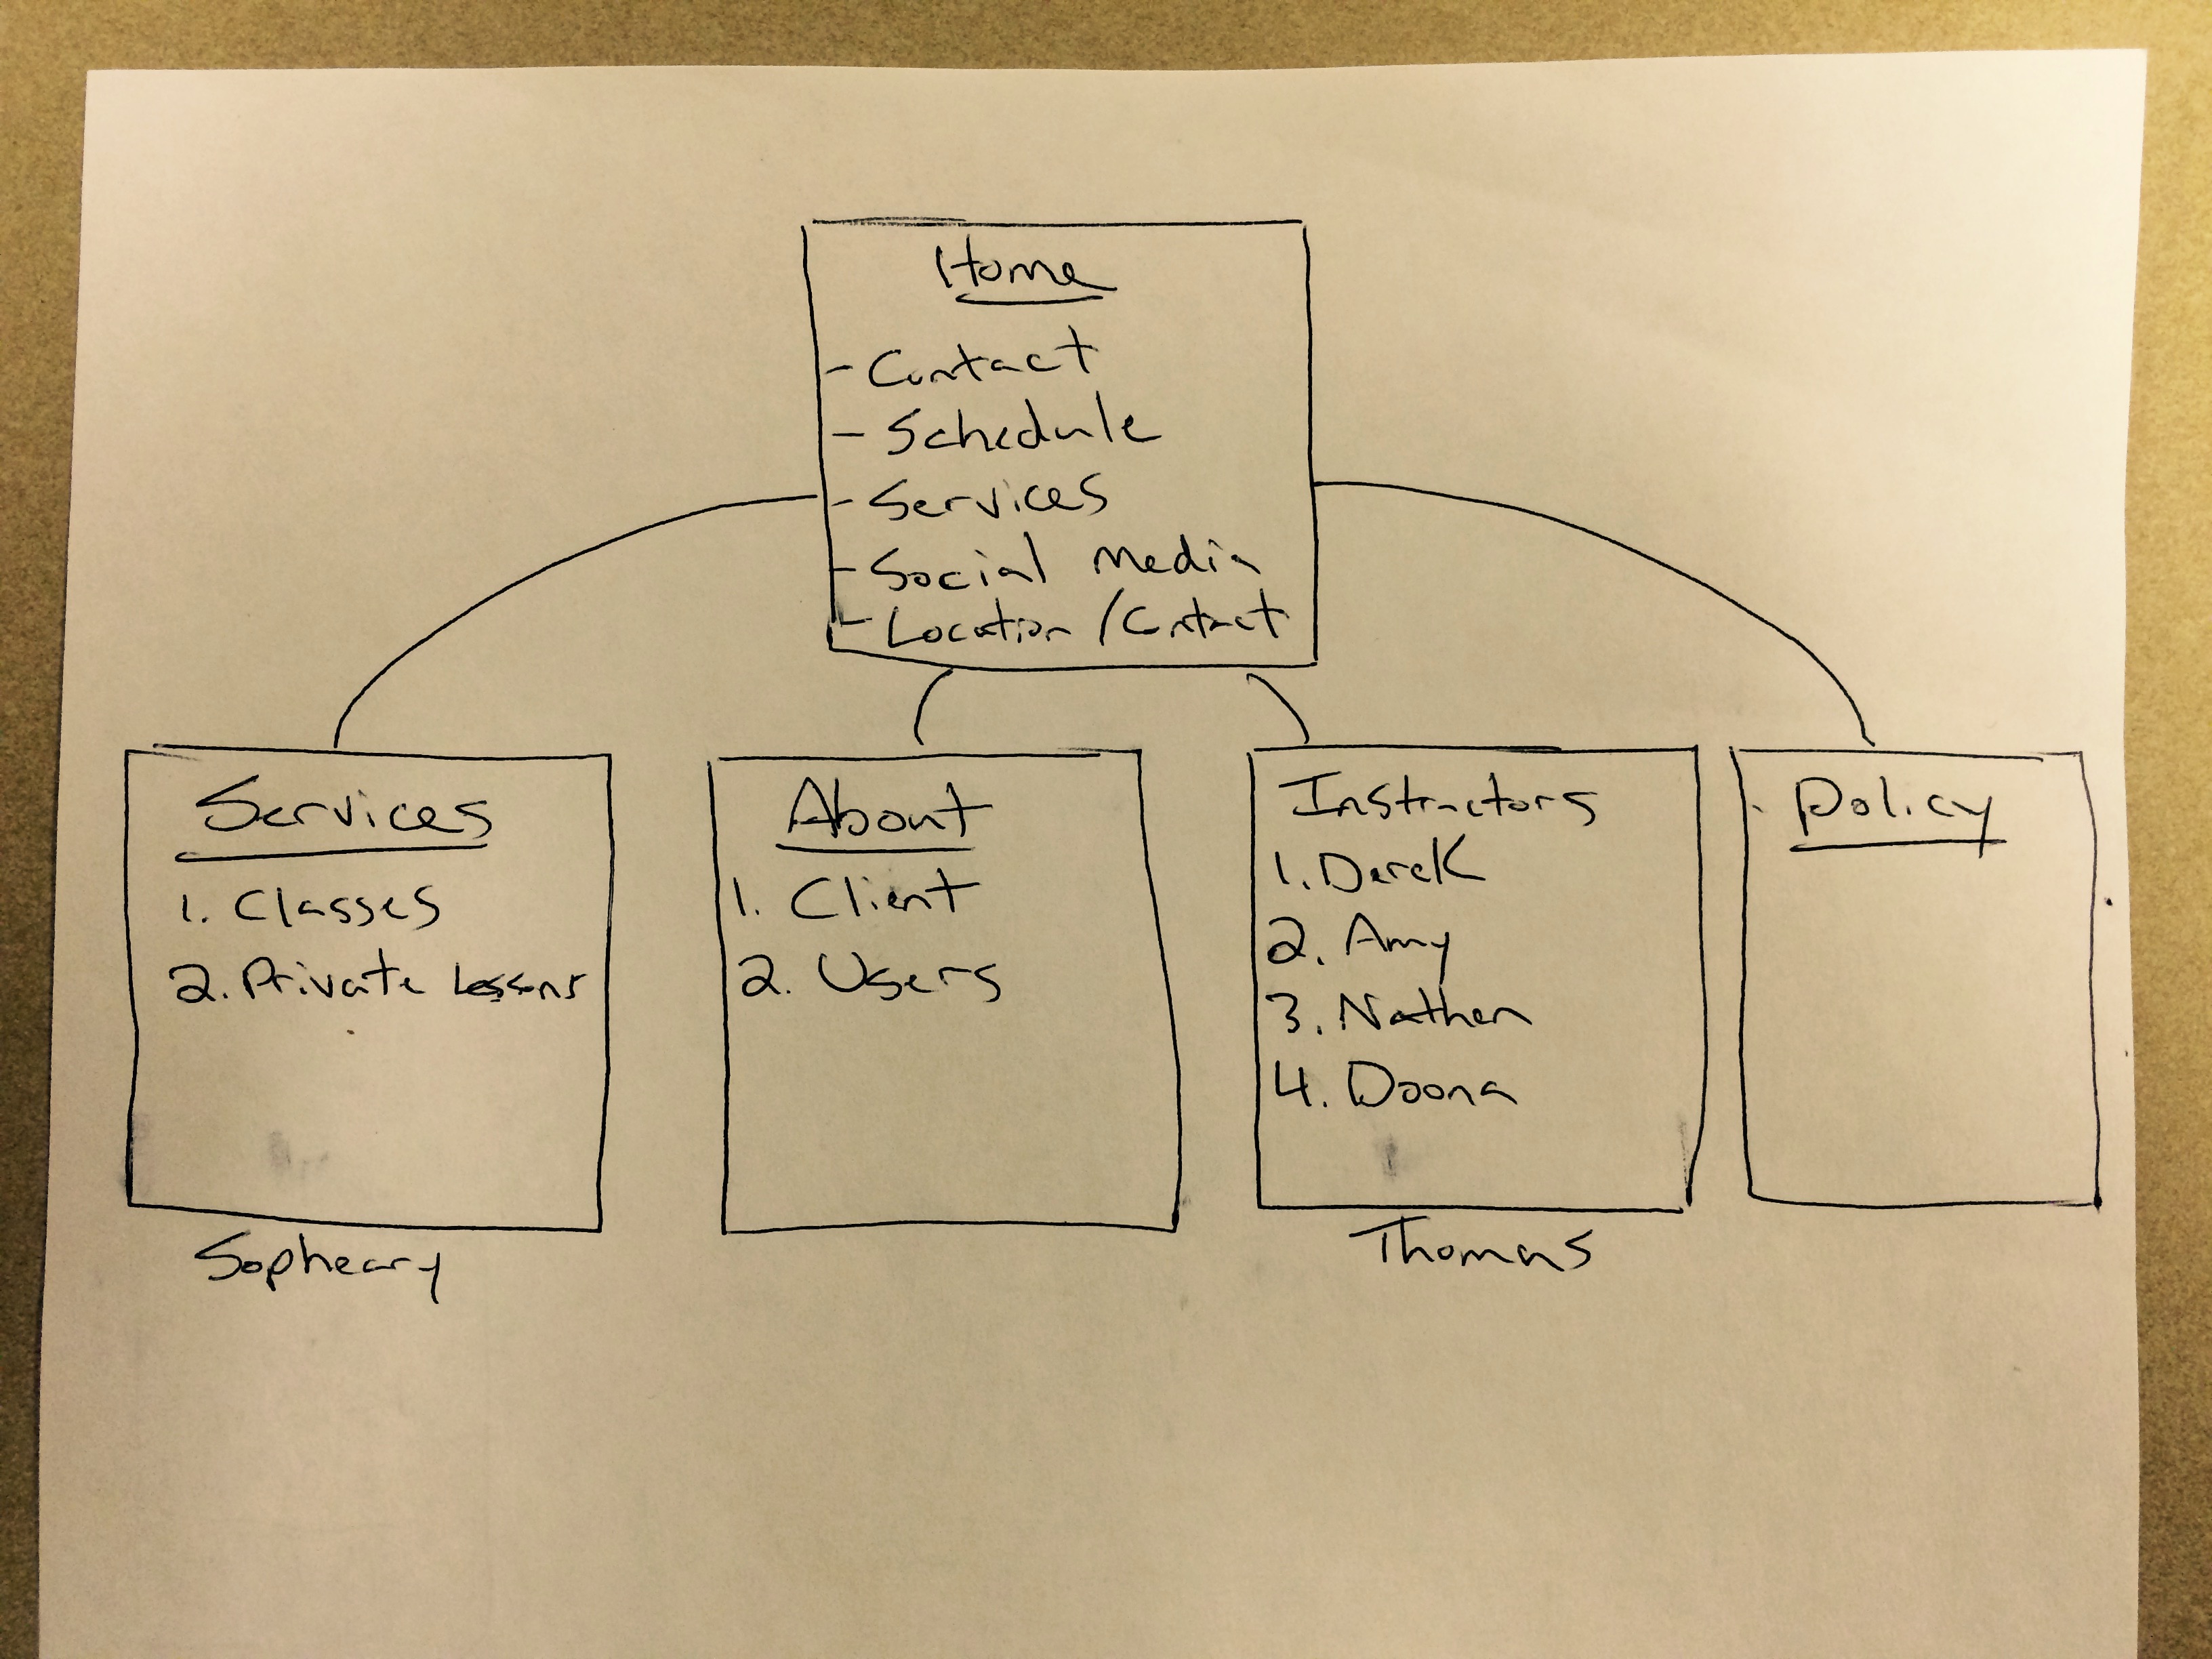 Home
- Contact
- Schedule
- Services
- Social Media
- Location / Contact
Services
1. Classes
2. Private Lessons
Sopheary
About
1. Client
2. Users
Instructors
1. Derek
2. Amy
3. Nathen
4. Doona
Thomas
Policy